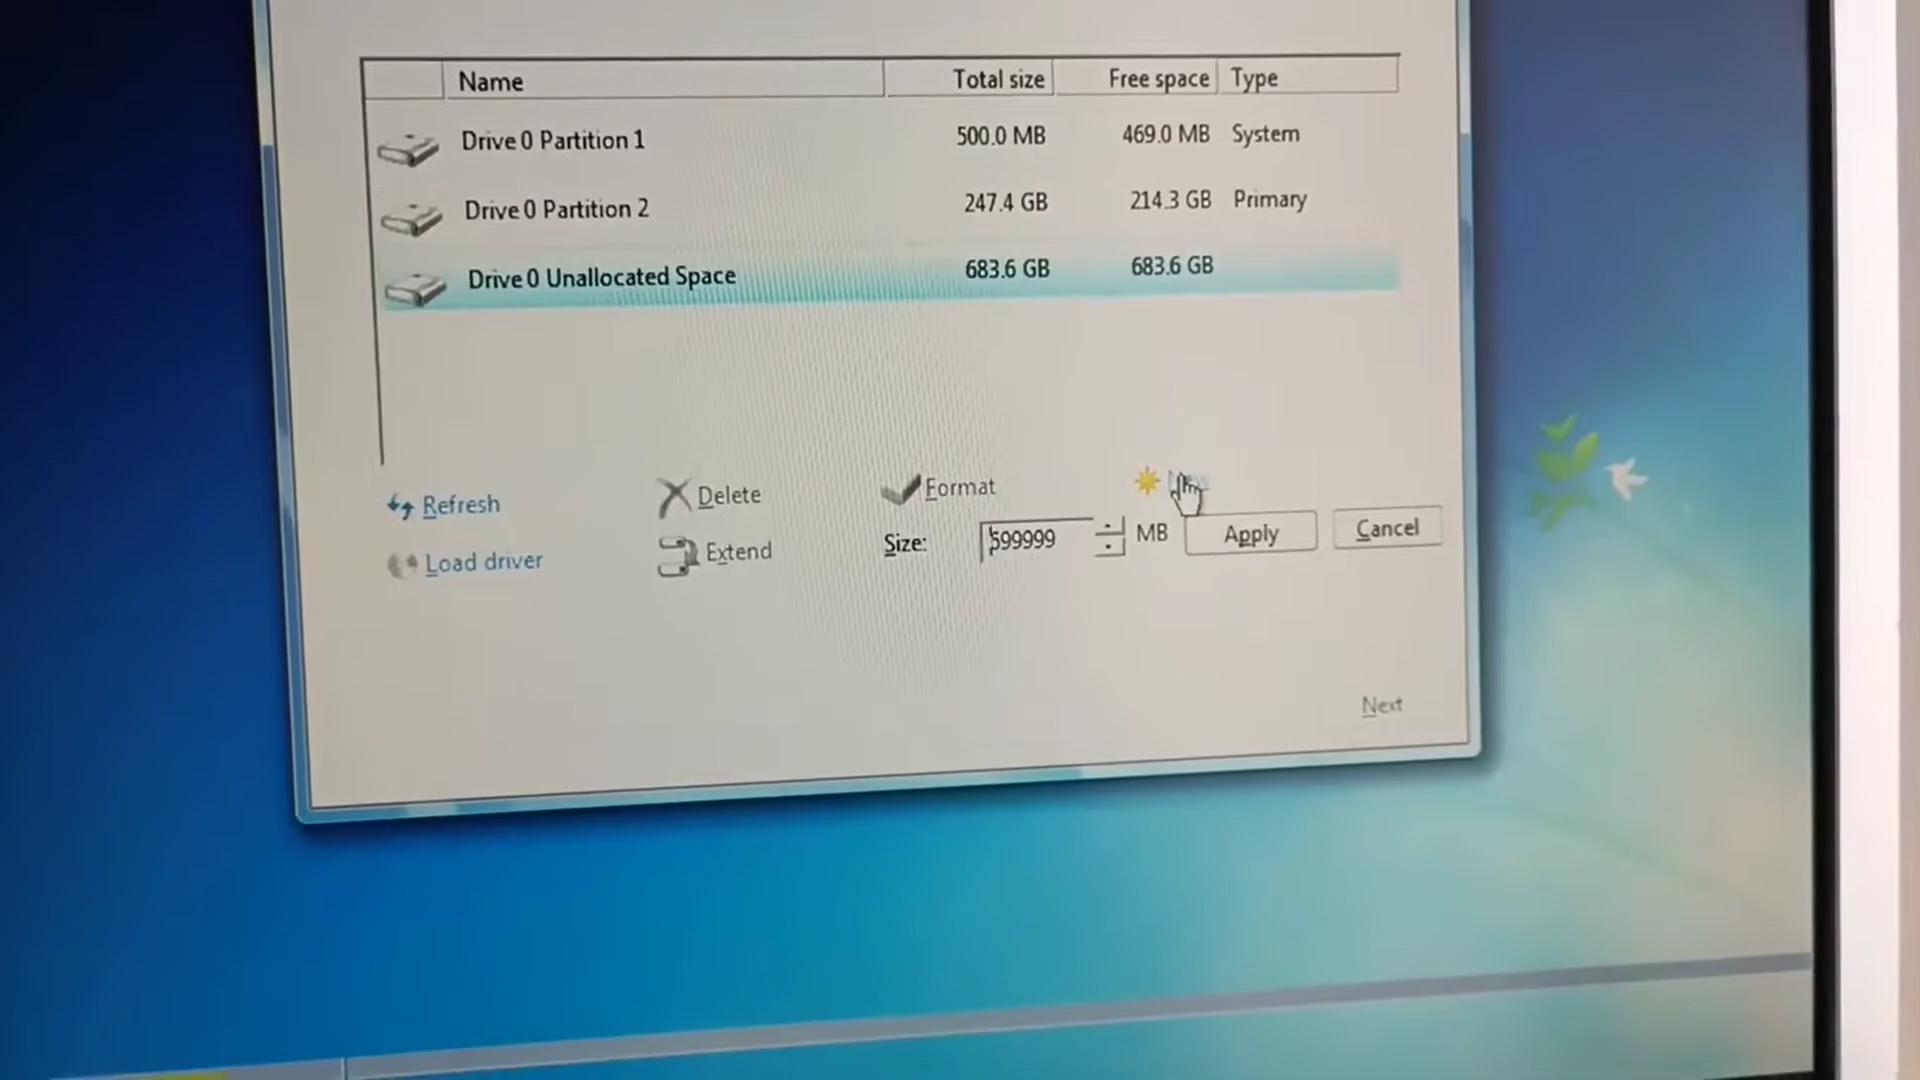 Name Total size Free space Type
Drive 0 Partition 1 500.0 MB 469.0 MB System
Drive 0 Partition 2 247.4 GB 214.3 GB Primary
Drive 0 Unallocated Space 683.6 GB 683.6 GB
Refresh Delete Format
Load driver Extend Size: 699999 MB Apply Cancel
Next